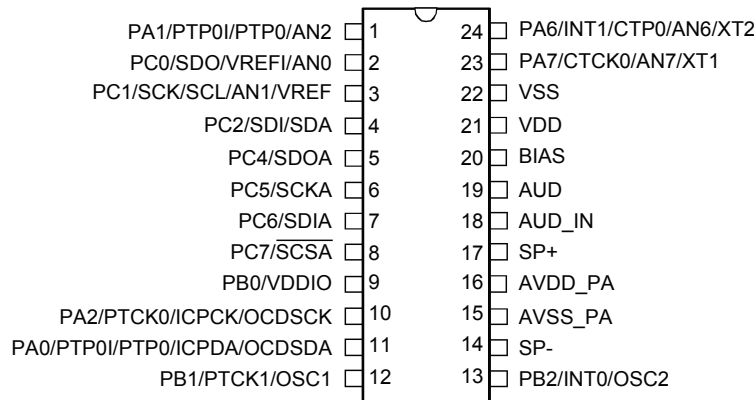 PA1/PTP0I/PTP0/AN2 1 24 PA6/INT1/CTP0/AN6/XT2
PC0/SDO/VREFI/AN0 2 23 PA7/CTCK0/AN7/XT1
PC1/SCK/SCL/AN1/VREF 3 22 VSS
PC2/SDI/SDA 4 21 VDD
PC4/SDOA 5 20 BIAS
PC5/SCKA 6 19 AUD
PC6/SDIA 7 18 AUD_IN
PC7/SCSA 8 17 SP+
PB0/VDDIO 9 16 AVDD_PA
PA2/PTCK0/ICPCK/OCDSCK 10 15 AVSS_PA
PA0/PTP0I/PTP0/ICPDA/OCDSDA 11 14 SP-
PB1/PTCK1/OSC1 12 13 PB2/INT0/OSC2